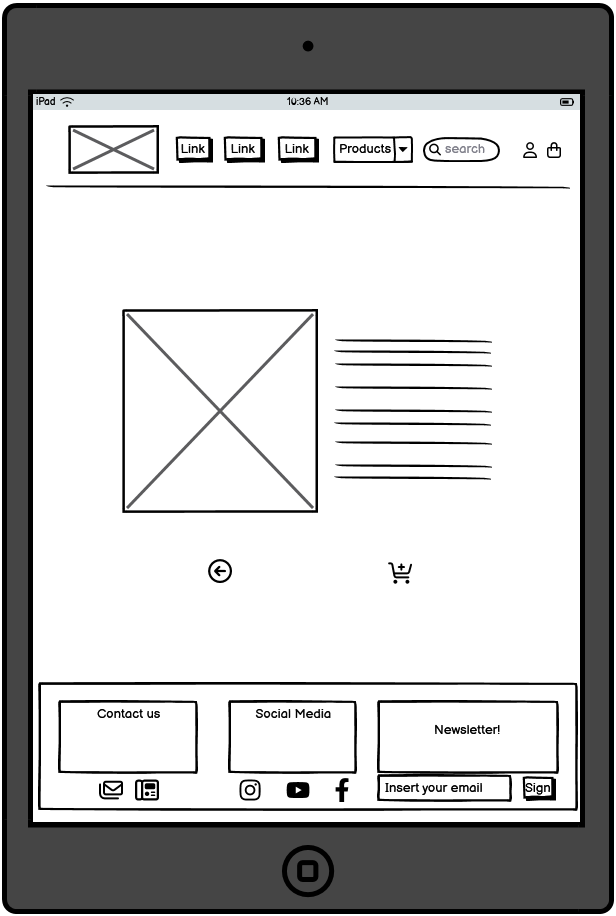 iPad 10:36 AM
Link Link Link Products search
Contact us Social Media
Newsletter!
Insert your email Sign